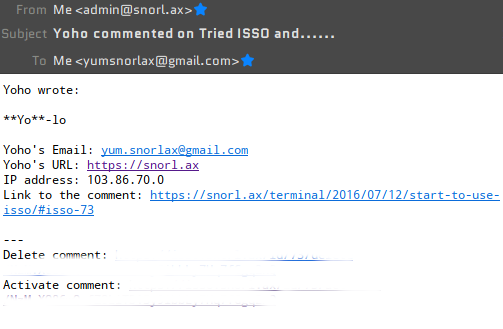 From Me <admin@snorl.ax>
Subject Yoho commented on Tried ISSO and......
To Me <yumsnorlax@gmail.com>
Yoho wrote:
**Yo**-lo
Yoho's Email: yum.snorlax@gmail.com
Yoho's URL: https://snorl.ax
IP address: 103.86.70.0
Link to the comment: https://snorl.ax/terminal/2016/07/12/start-to-use-
isso/#isso-73
---
Delete comment:
Activate comment: